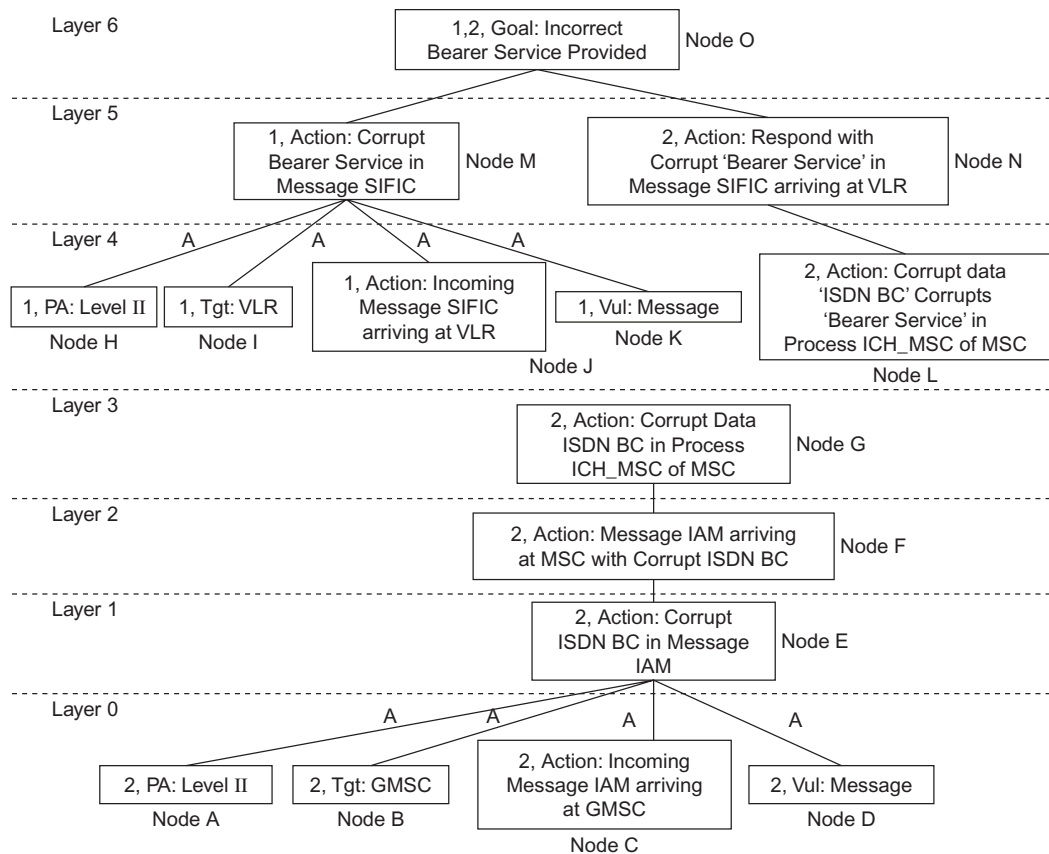 Layer 6
1,2, Goal: Incorrect
Bearer Service Provided
Node O
Layer 5
1, Action: Corrupt
Bearer Service in
Message SIFIC
Node M
2, Action: Respond with
Corrupt ‘Bearer Service’ in
Message SIFIC arriving at VLR
Node N
Layer 4
A
A
A
A
1, PA: Level II
Node H
1, Tgt: VLR
Node I
1, Action: Incoming
Message SIFIC
arriving at VLR
Node J
1, Vul: Message
Node K
2, Action: Corrupt data
‘ISDN BC’ Corrupts
‘Bearer Service’ in
Process ICH_MSC of MSC
Node L
Layer 3
2, Action: Corrupt Data
ISDN BC in Process
ICH_MSC of MSC
Node G
Layer 2
2, Action: Message IAM arriving
at MSC with Corrupt ISDN BC
Node F
Layer 1
2, Action: Corrupt
ISDN BC in Message
IAM
Node E
Layer 0
A
A
A
A
2, PA: Level II
Node A
2, Tgt: GMSC
Node B
2, Action: Incoming
Message IAM arriving
at GMSC
Node C
2, Vul: Message
Node D